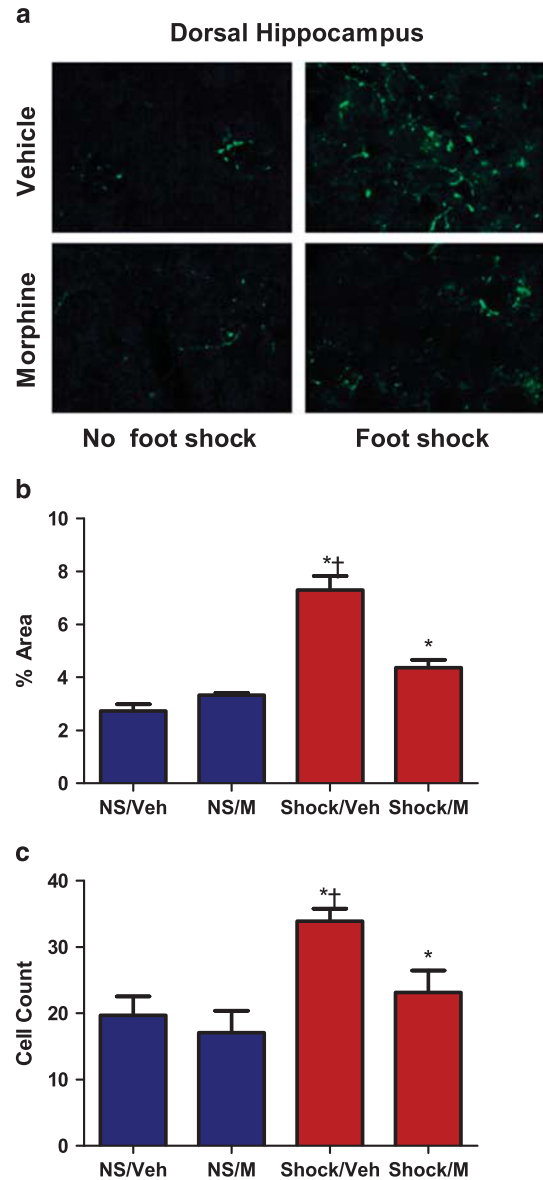 a
Dorsal Hippocampus
Vehicle
Morphine
No foot shock
Foot shock
b
% Area
10
8
6
4
2
0
*†
*
NS/Veh NS/M Shock/Veh Shock/M
c
Cell Count
40
30
20
10
0
*†
*
NS/Veh NS/M Shock/Veh Shock/M